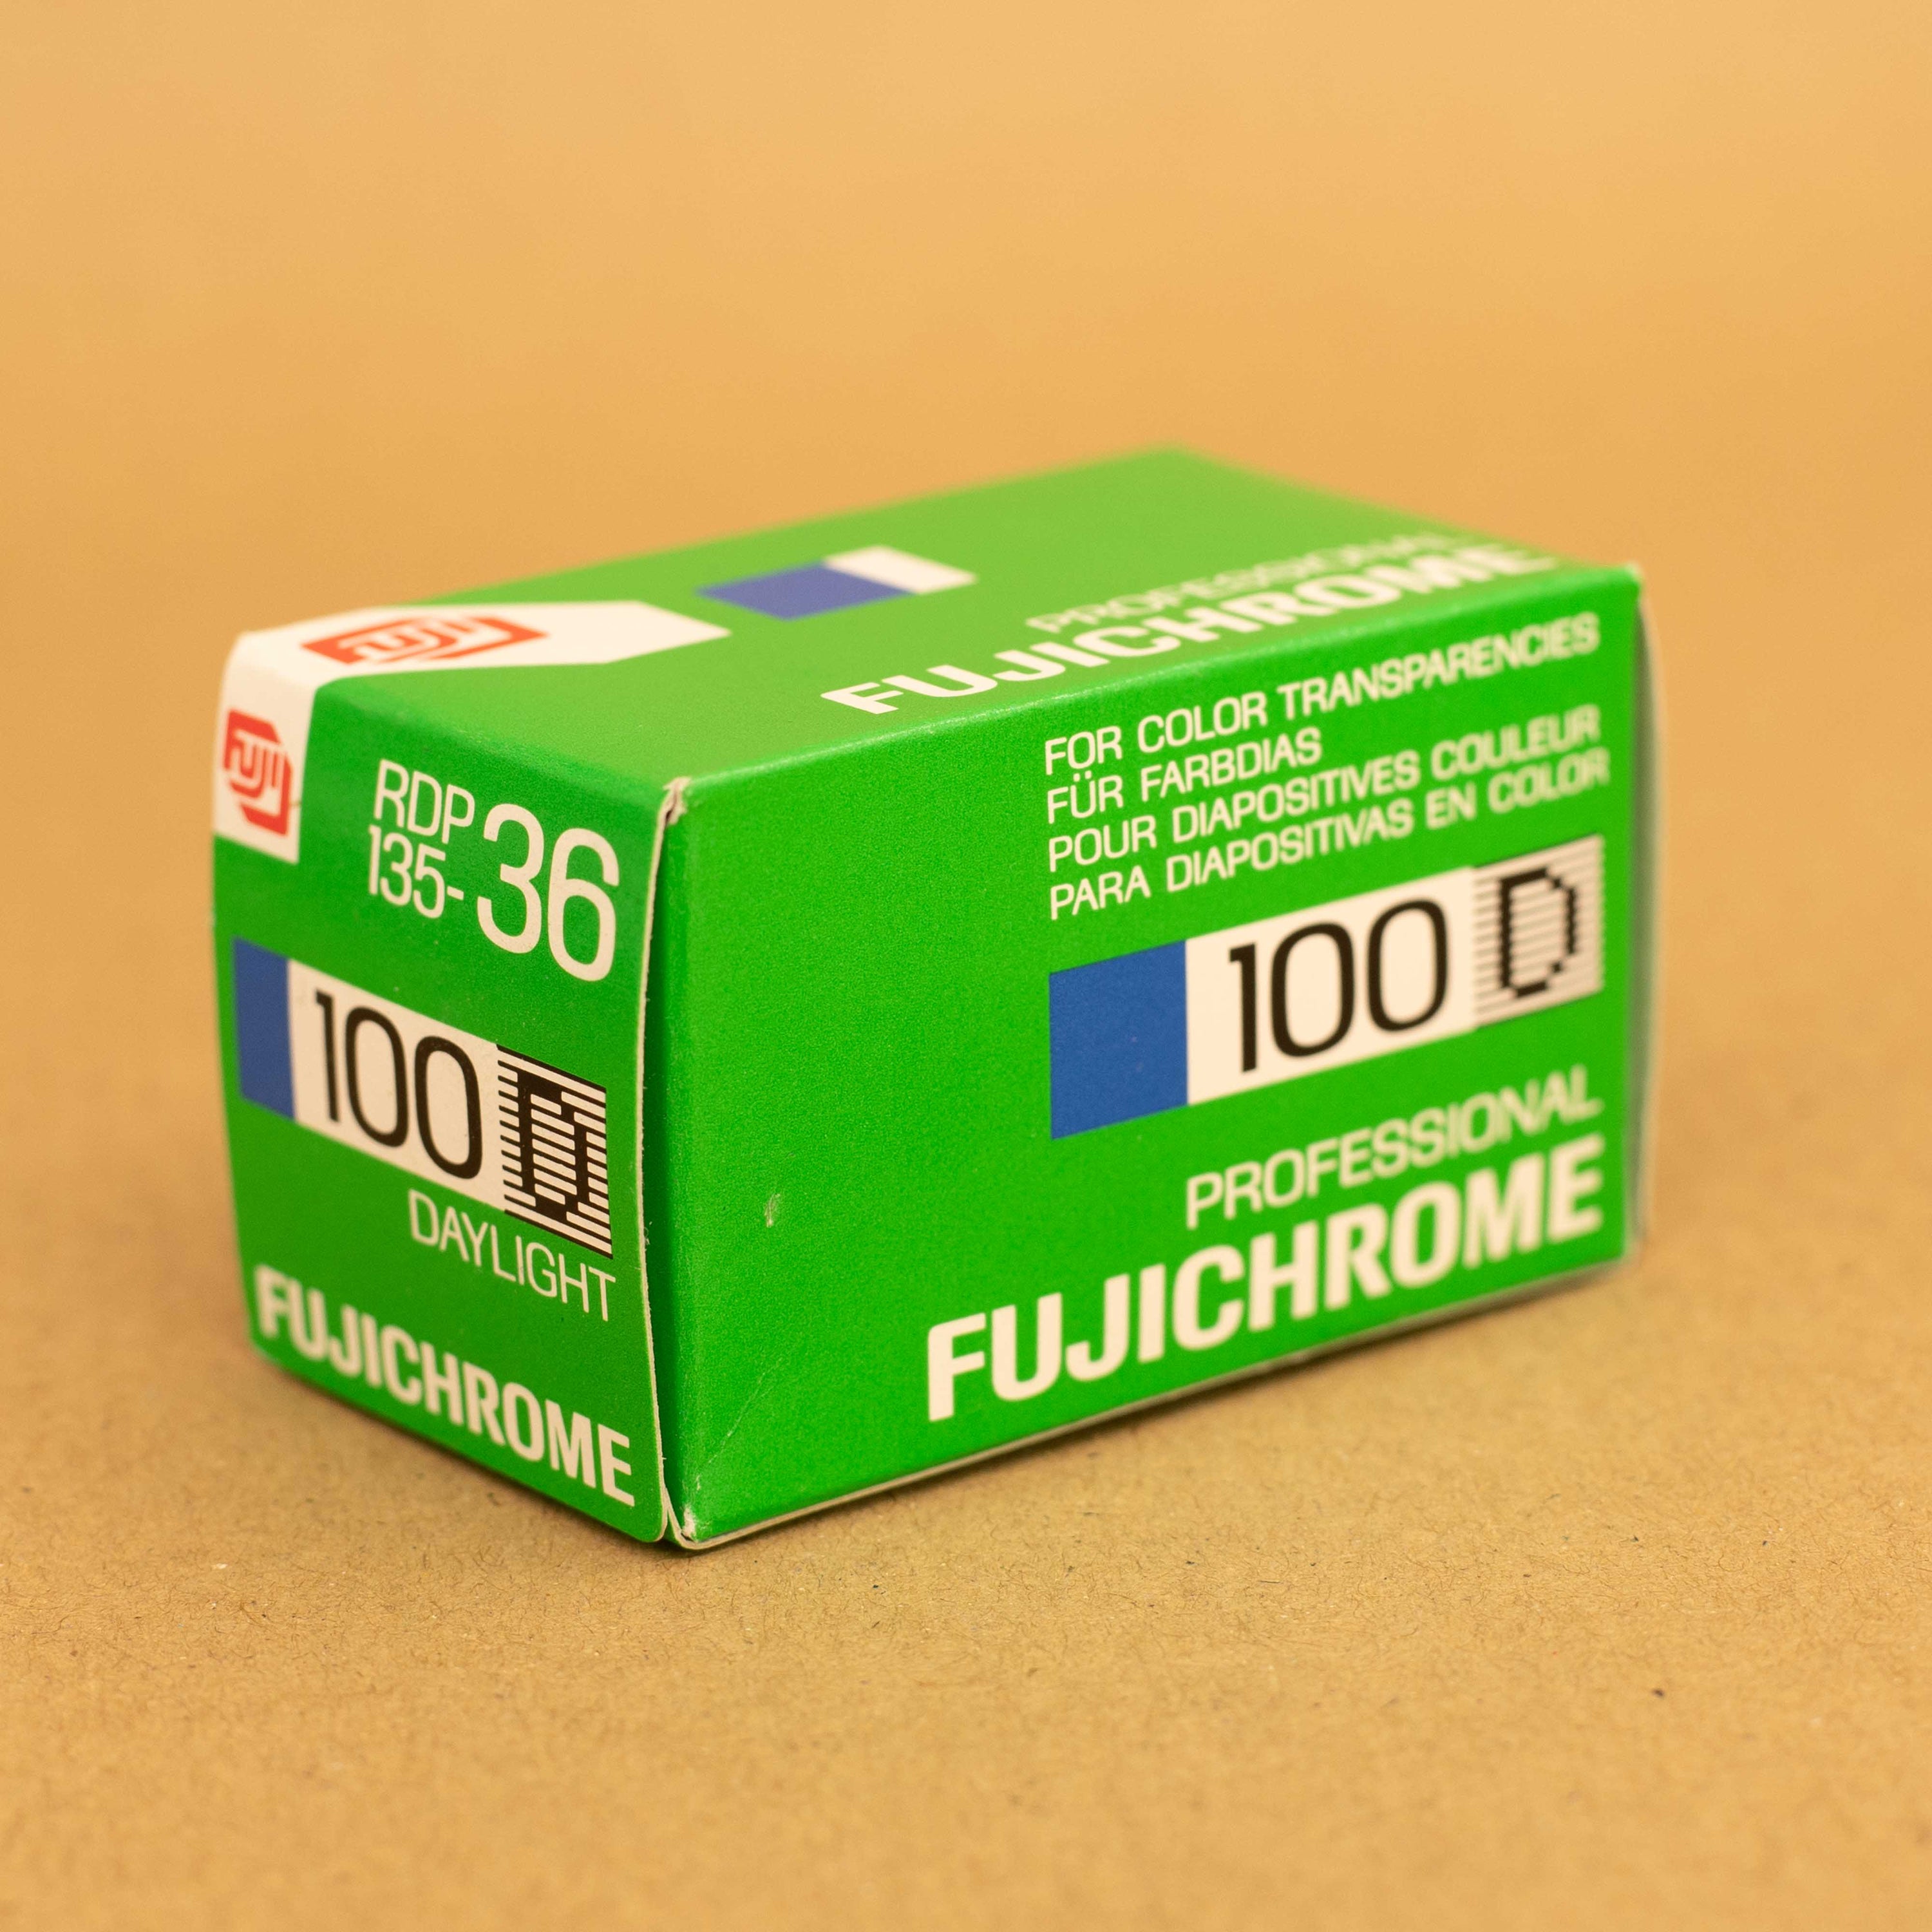 FUJI
PROFESSIONAL
FUJICHROME
FUJI
RDP
135-36
100 D
DAYLIGHT
FUJICHROME
FOR COLOR TRANSPARENCIES
FÜR FARBDIAS
POUR DIAPOSITIVES COULEUR
PARA DIAPOSITIVAS EN COLOR
100 D
PROFESSIONAL
FUJICHROME